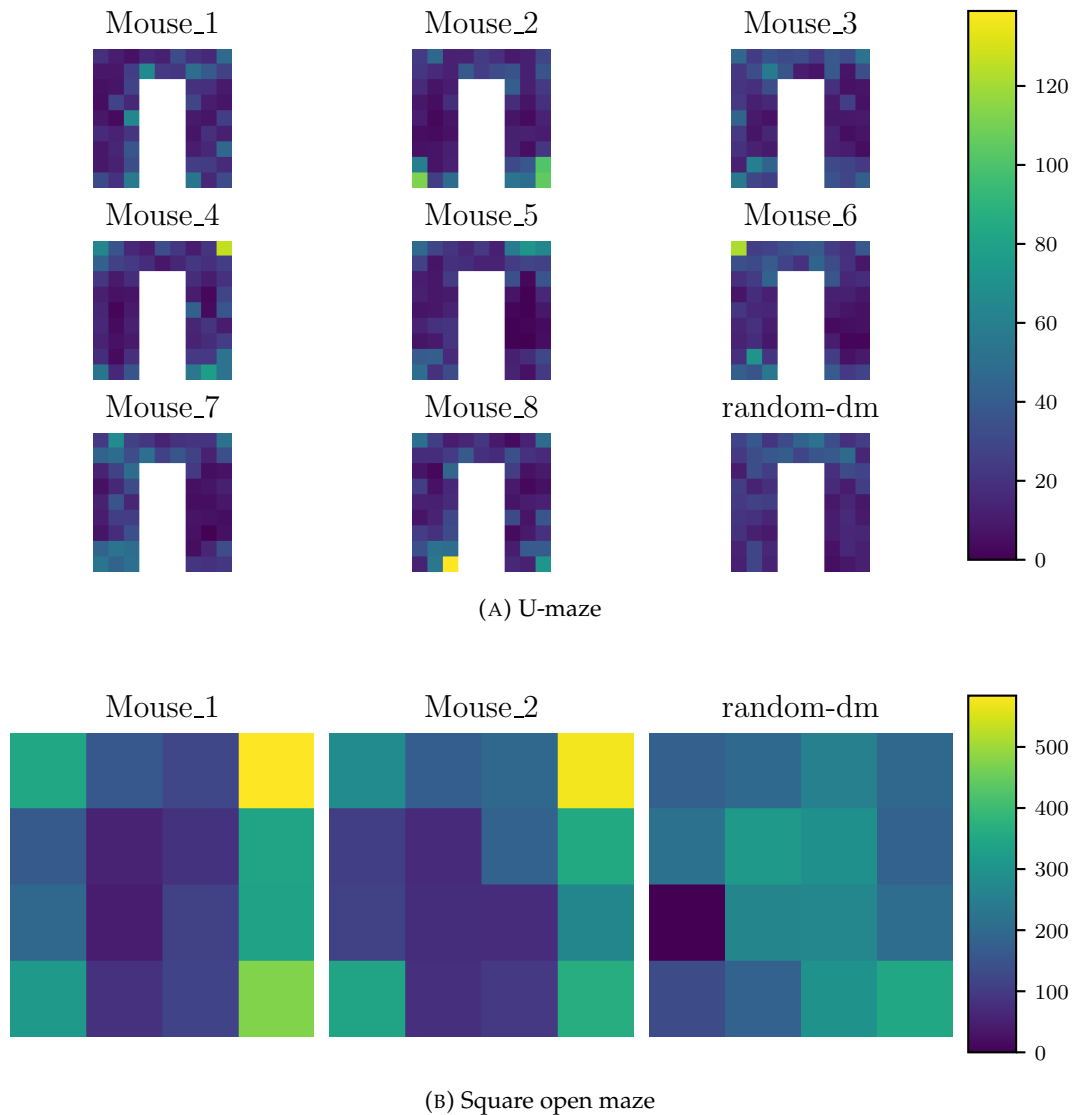 Mouse_1 Mouse_2 Mouse_3
120
100
Mouse_4 Mouse_5 Mouse_6
80
60
Mouse_7 Mouse_8 random-dm
40
20
0
(A) U-maze
Mouse_1 Mouse_2 random-dm
500
400
300
200
100
0
(B) Square open maze